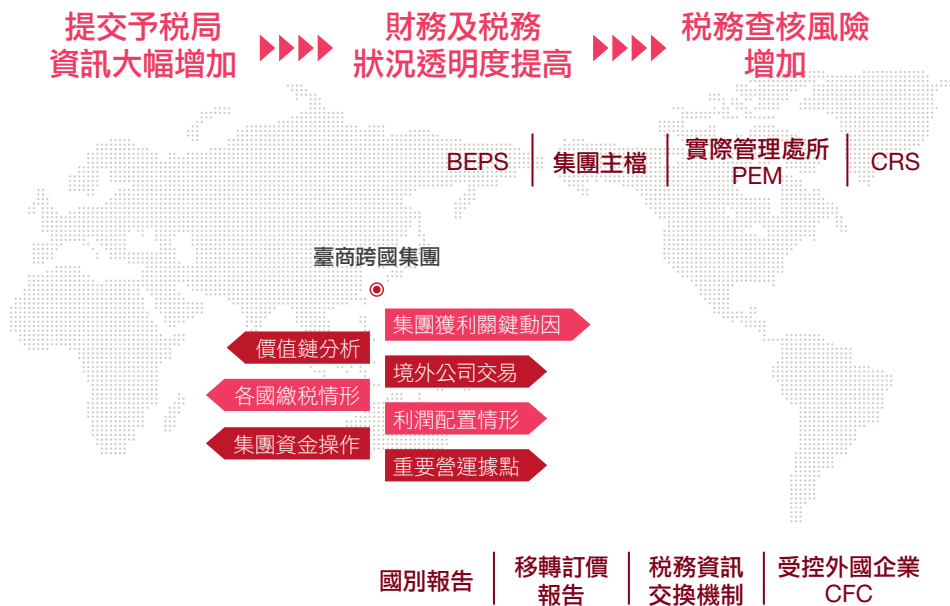 提交予税局
資訊大幅增加
財務及税務
狀況透明度提高
税務查核風險
增加
BEPS
集團主檔
實際管理處所
PEM
CRS
臺商跨國集團
集團獲利關鍵動因
價值鏈分析
境外公司交易
各國繳税情形
利潤配置情形
集團資金操作
重要營運據點
國別報告
移轉訂價
報告
税務資訊
交換機制
受控外國企業
CFC